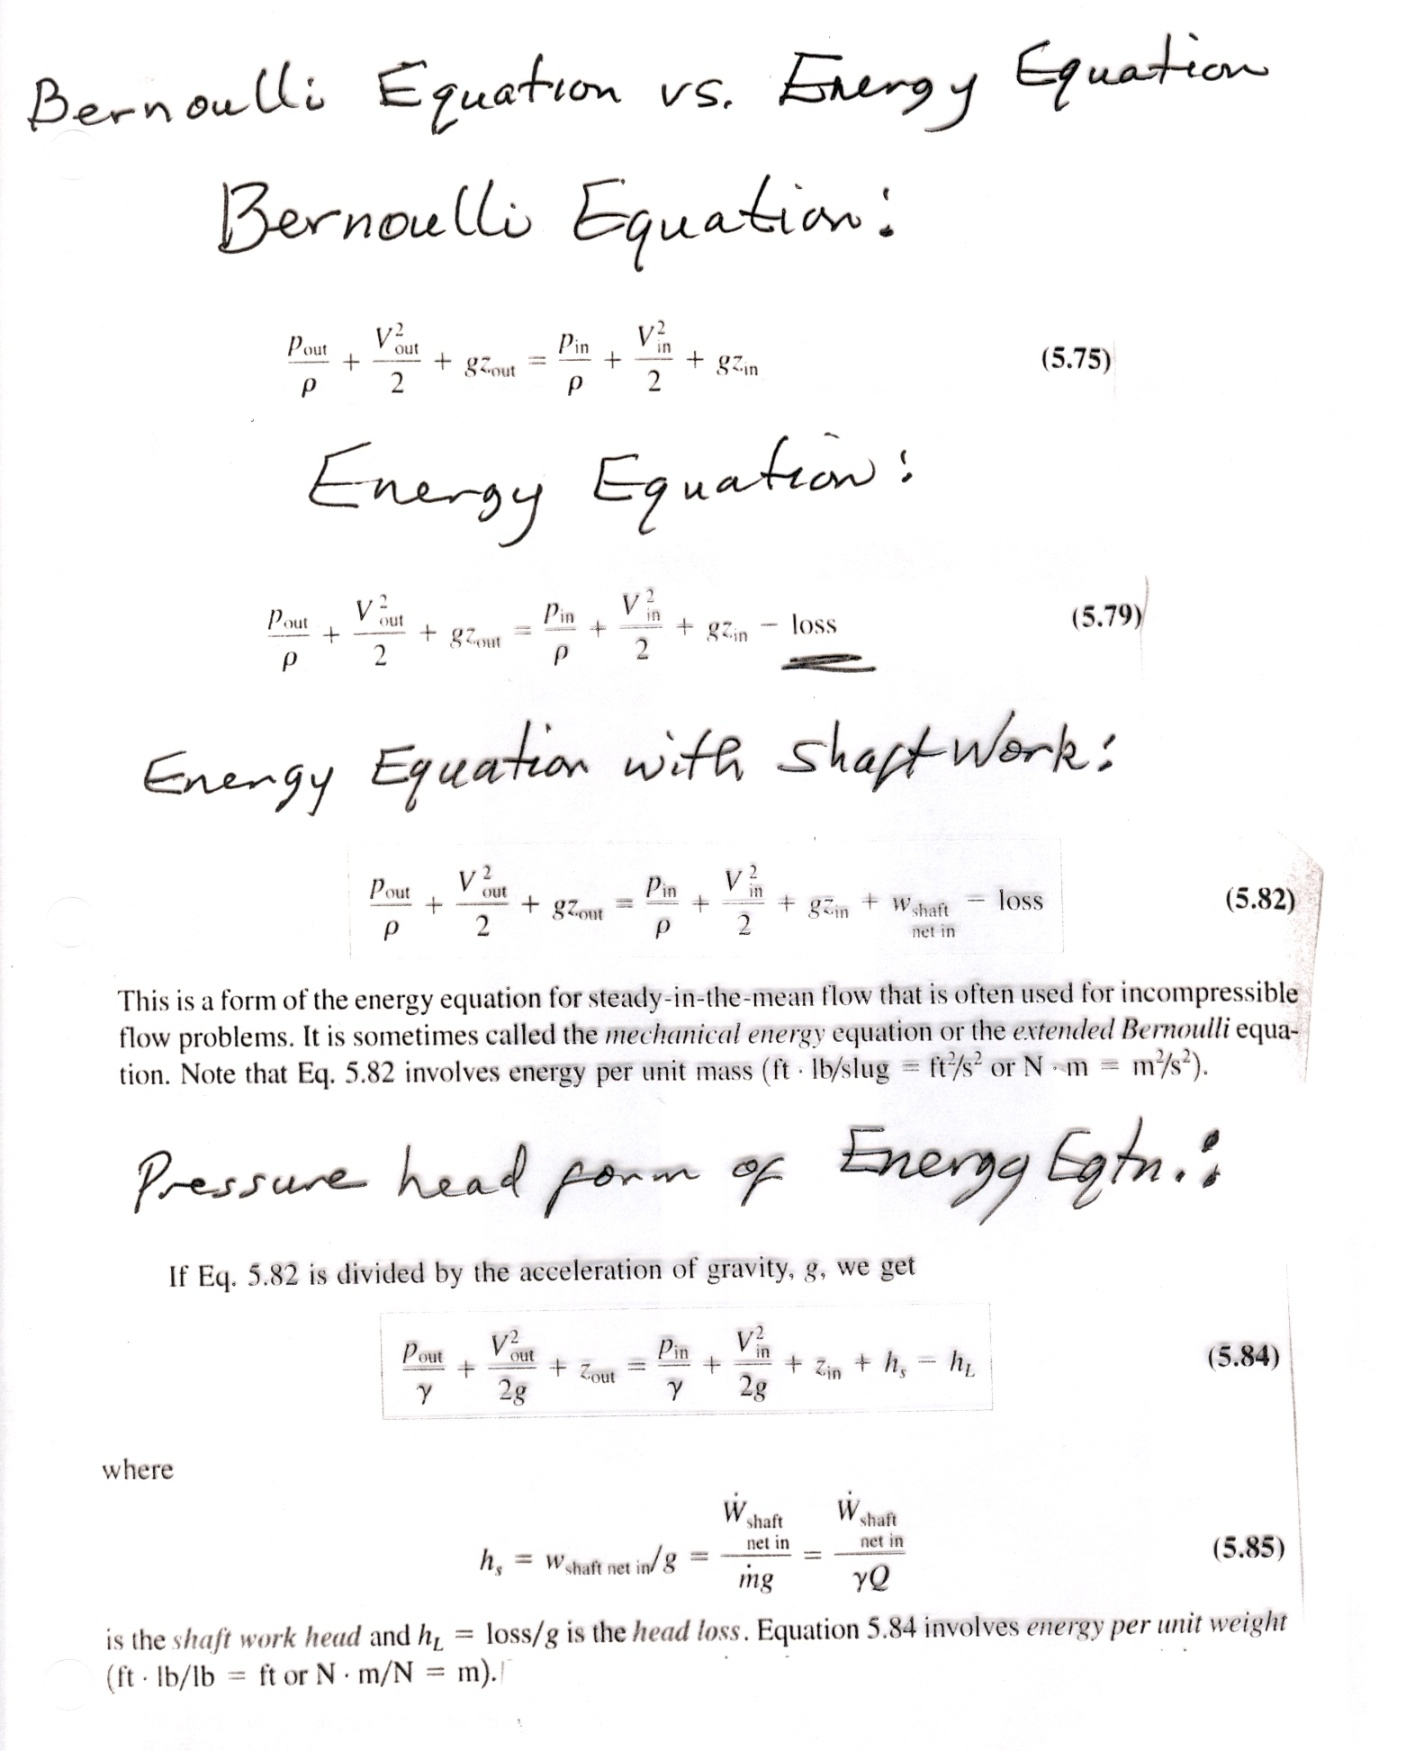 Bernoulli Equation vs. Energy Equation
Bernoulli Equation:
p_out/ρ + V²_out/2 + gz_out = p_in/ρ + V²_in/2 + gz_in (5.75)
Energy Equation:
p_out/ρ + V²_out/2 + gz_out = p_in/ρ + V²_in/2 + gz_in − loss (5.79)
Energy Equation with shaft work:
p_out/ρ + V²_out/2 + gz_out = p_in/ρ + V²_in/2 + gz_in + w_shaft net in − loss (5.82)
This is a form of the energy equation for steady-in-the-mean flow that is often used for incompressible
flow problems. It is sometimes called the mechanical energy equation or the extended Bernoulli equa-
tion. Note that Eq. 5.82 involves energy per unit mass (ft · lb/slug = ft²/s² or N · m = m²/s²).
Pressure head form of Energy Eqtn.:
If Eq. 5.82 is divided by the acceleration of gravity, g, we get
p_out/γ + V²_out/2g + z_out = p_in/γ + V²_in/2g + z_in + h_s − h_L (5.84)
where
h_s = w_shaft net in/g = Ẇ_shaft net in/ṁg = Ẇ_shaft net in/γQ (5.85)
is the shaft work head and h_L = loss/g is the head loss. Equation 5.84 involves energy per unit weight
(ft · lb/lb = ft or N · m/N = m).